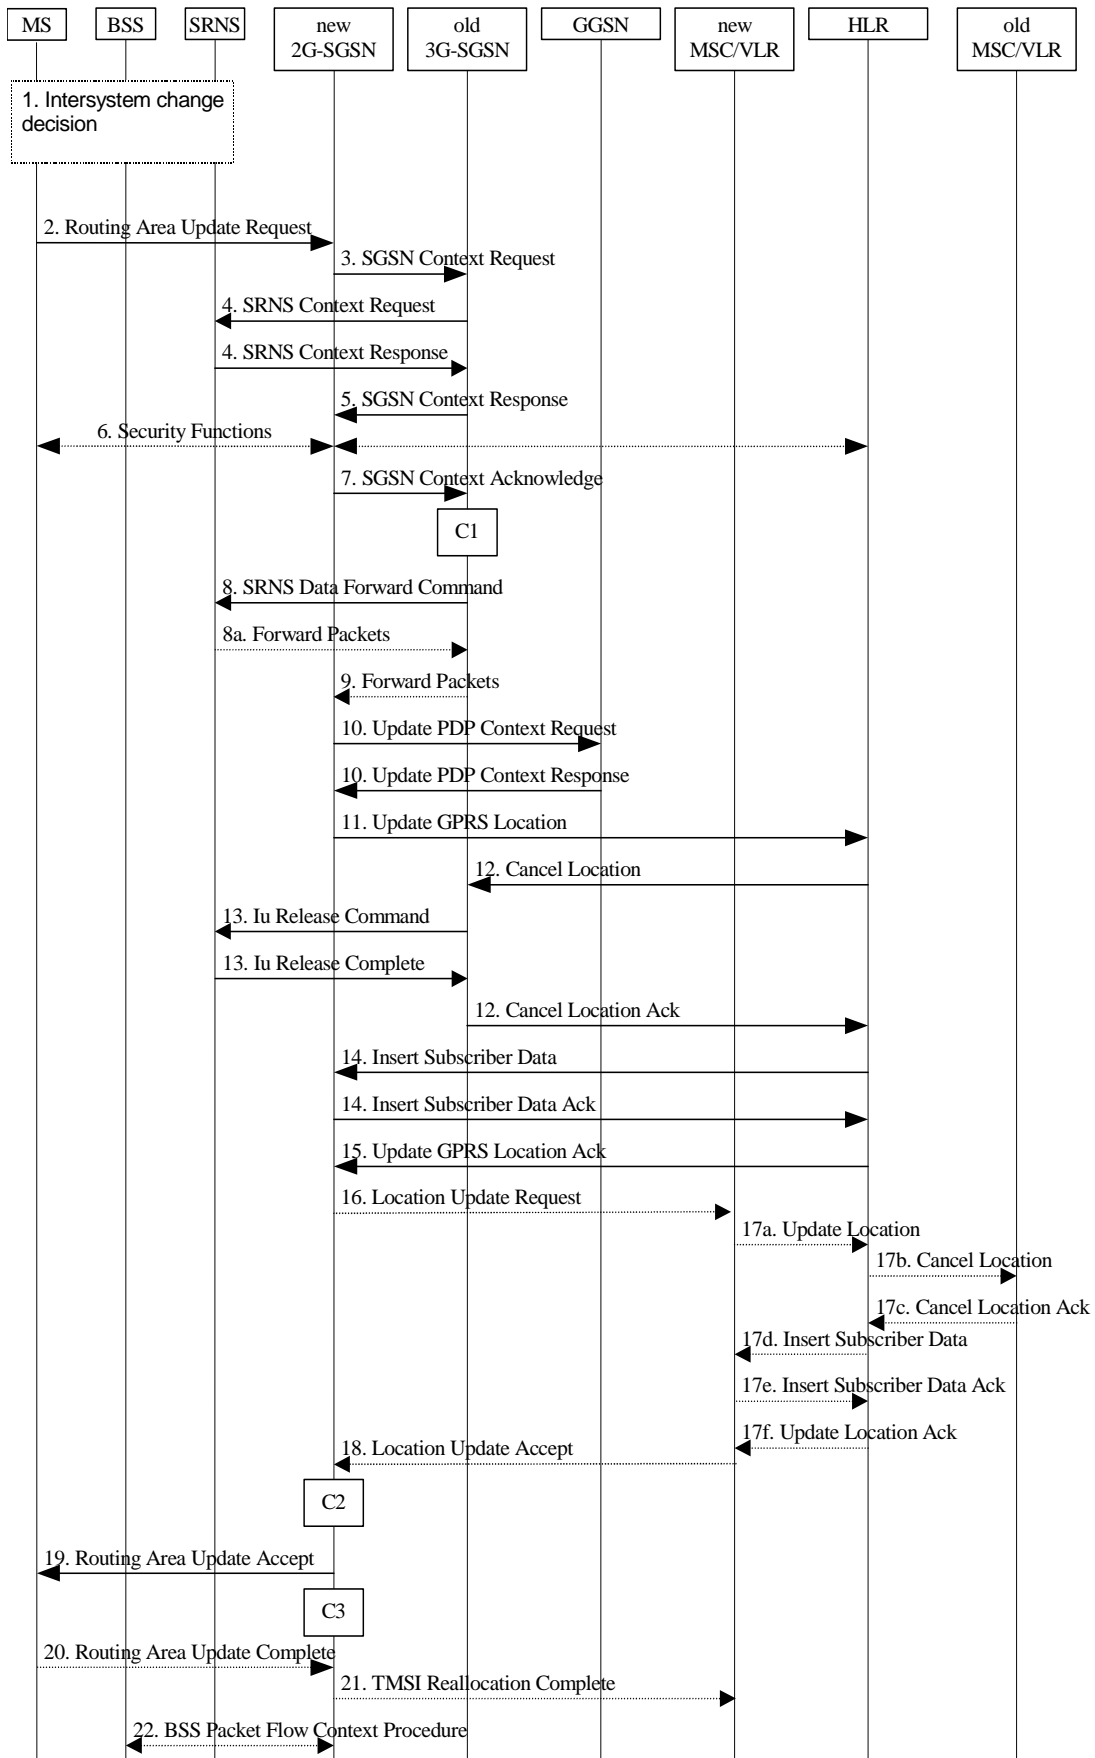 MS
BSS
SRNS
new
2G-SGSN
old
3G-SGSN
GGSN
new
MSC/VLR
HLR
old
MSC/VLR
1. Intersystem change
decision
2. Routing Area Update Request
3. SGSN Context Request
4. SRNS Context Request
4. SRNS Context Response
5. SGSN Context Response
6. Security Functions
7. SGSN Context Acknowledge
C1
8. SRNS Data Forward Command
8a. Forward Packets
9. Forward Packets
10. Update PDP Context Request
10. Update PDP Context Response
11. Update GPRS Location
12. Cancel Location
13. Iu Release Command
13. Iu Release Complete
12. Cancel Location Ack
14. Insert Subscriber Data
14. Insert Subscriber Data Ack
15. Update GPRS Location Ack
16. Location Update Request
17a. Update Location
17b. Cancel Location
17c. Cancel Location Ack
17d. Insert Subscriber Data
17e. Insert Subscriber Data Ack
17f. Update Location Ack
18. Location Update Accept
C2
19. Routing Area Update Accept
C3
20. Routing Area Update Complete
21. TMSI Reallocation Complete
22. BSS Packet Flow Context Procedure